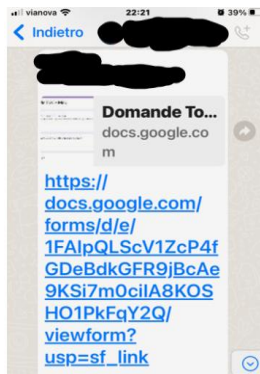 vianova 22:21 39%
Indietro
Domande To...
docs.google.co
m
https://
docs.google.com/
forms/d/e/
1FAIpQLScV1ZcP4f
GDeBdkGFR9jBcAe
9KSi7m0cilA8KOS
HO1PkFqY2Q/
viewform?
usp=sf_link